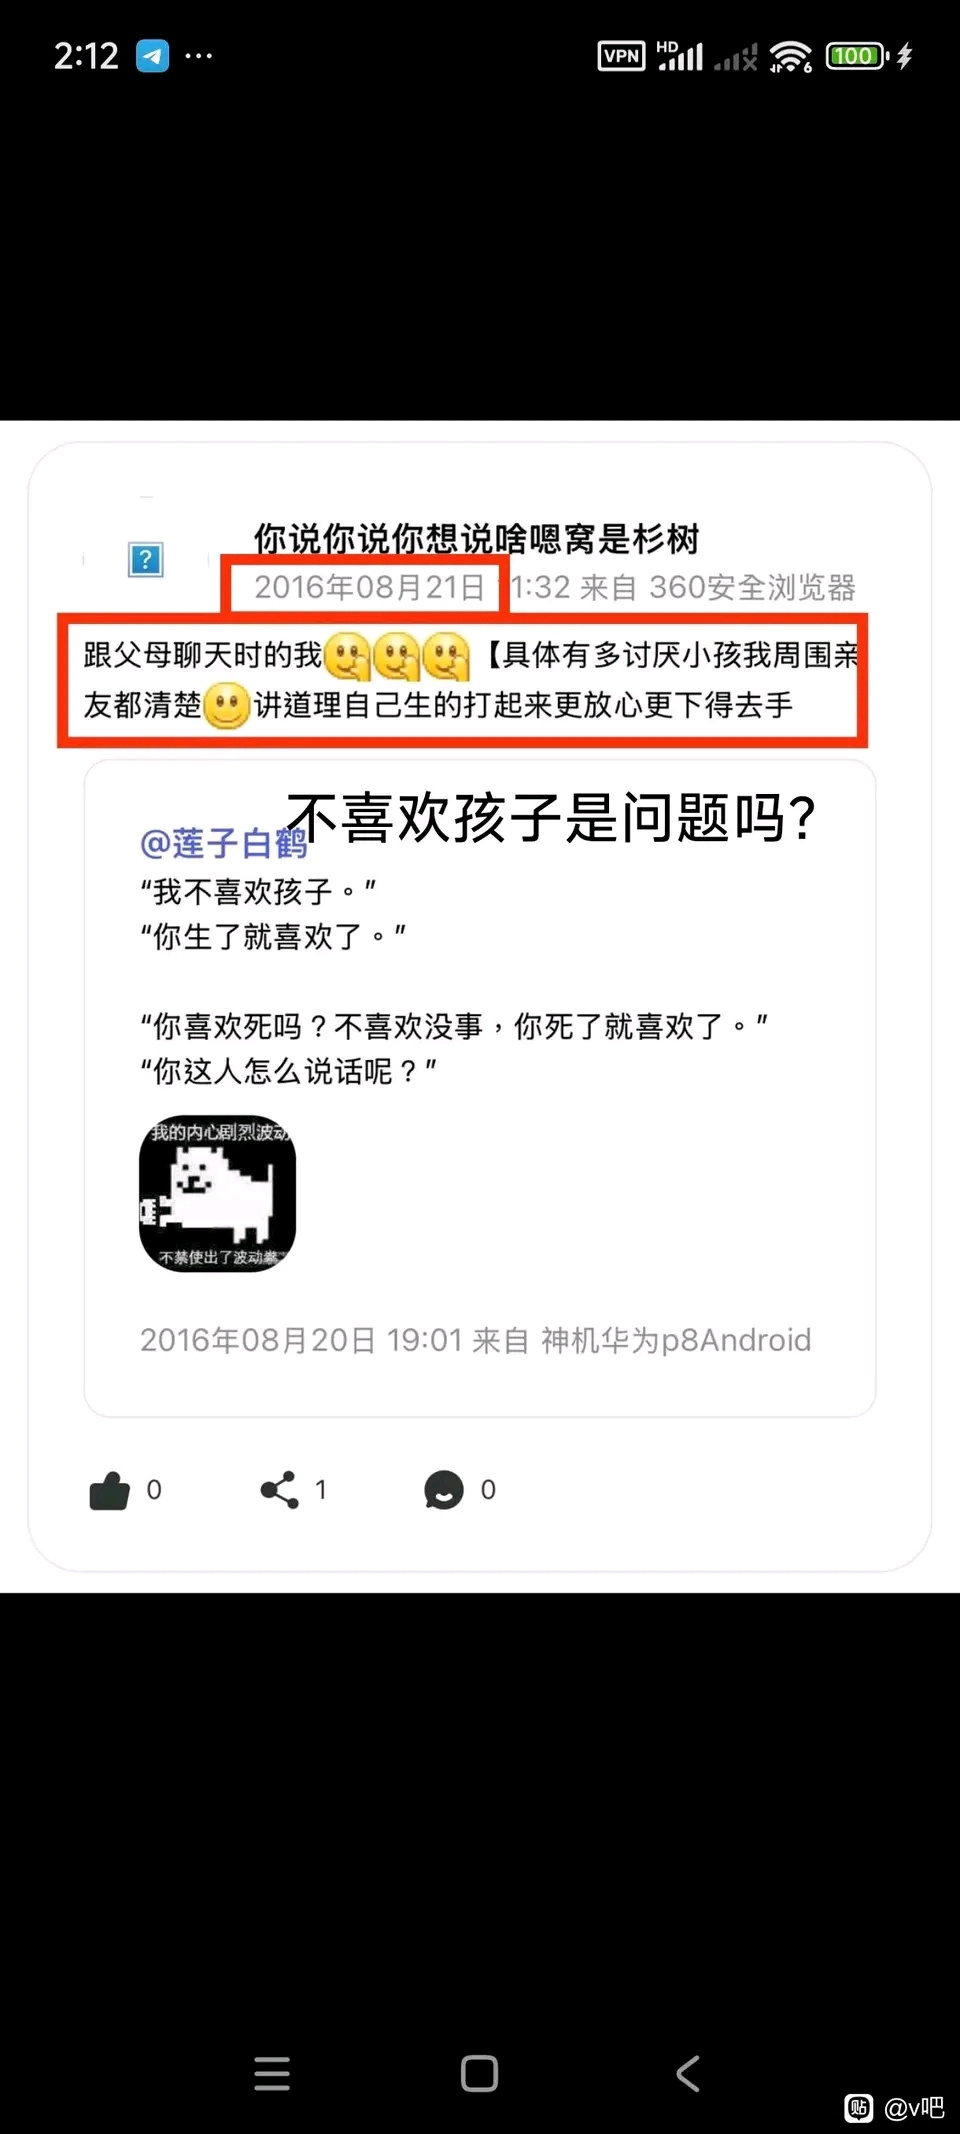 2:12
VPN HD 6 100
你说你说你想说啥嗯窝是杉树
2016年08月21日 1:32 来自 360安全浏览器
跟父母聊天时的我【具体有多讨厌小孩我周围亲
友都清楚讲道理自己生的打起来更放心更下得去手
不喜欢孩子是问题吗?
@莲子白鹤
“我不喜欢孩子。”
“你生了就喜欢了。”
“你喜欢死吗？不喜欢没事，你死了就喜欢了。”
“你这人怎么说话呢？”
我的内心剧烈波动
不禁使出了波动拳
2016年08月20日 19:01 来自 神机华为p8Android
0 1 0
贴 @v吧